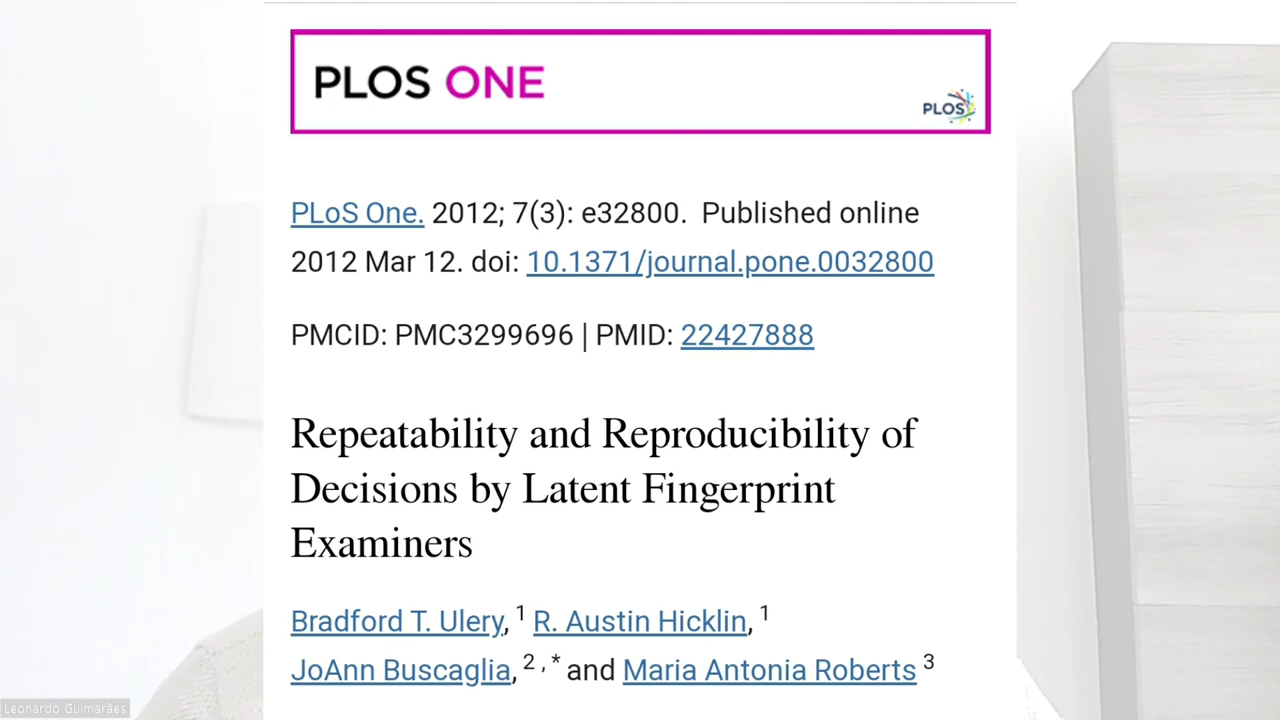 PLOS ONE
PLOS
PLoS One. 2012; 7(3): e32800. Published online
2012 Mar 12. doi: 10.1371/journal.pone.0032800
PMCID: PMC3299696 | PMID: 22427888
Repeatability and Reproducibility of
Decisions by Latent Fingerprint
Examiners
Bradford T. Ulery, 1 R. Austin Hicklin, 1
JoAnn Buscaglia, 2 , * and Maria Antonia Roberts 3
Leonardo Guimarães